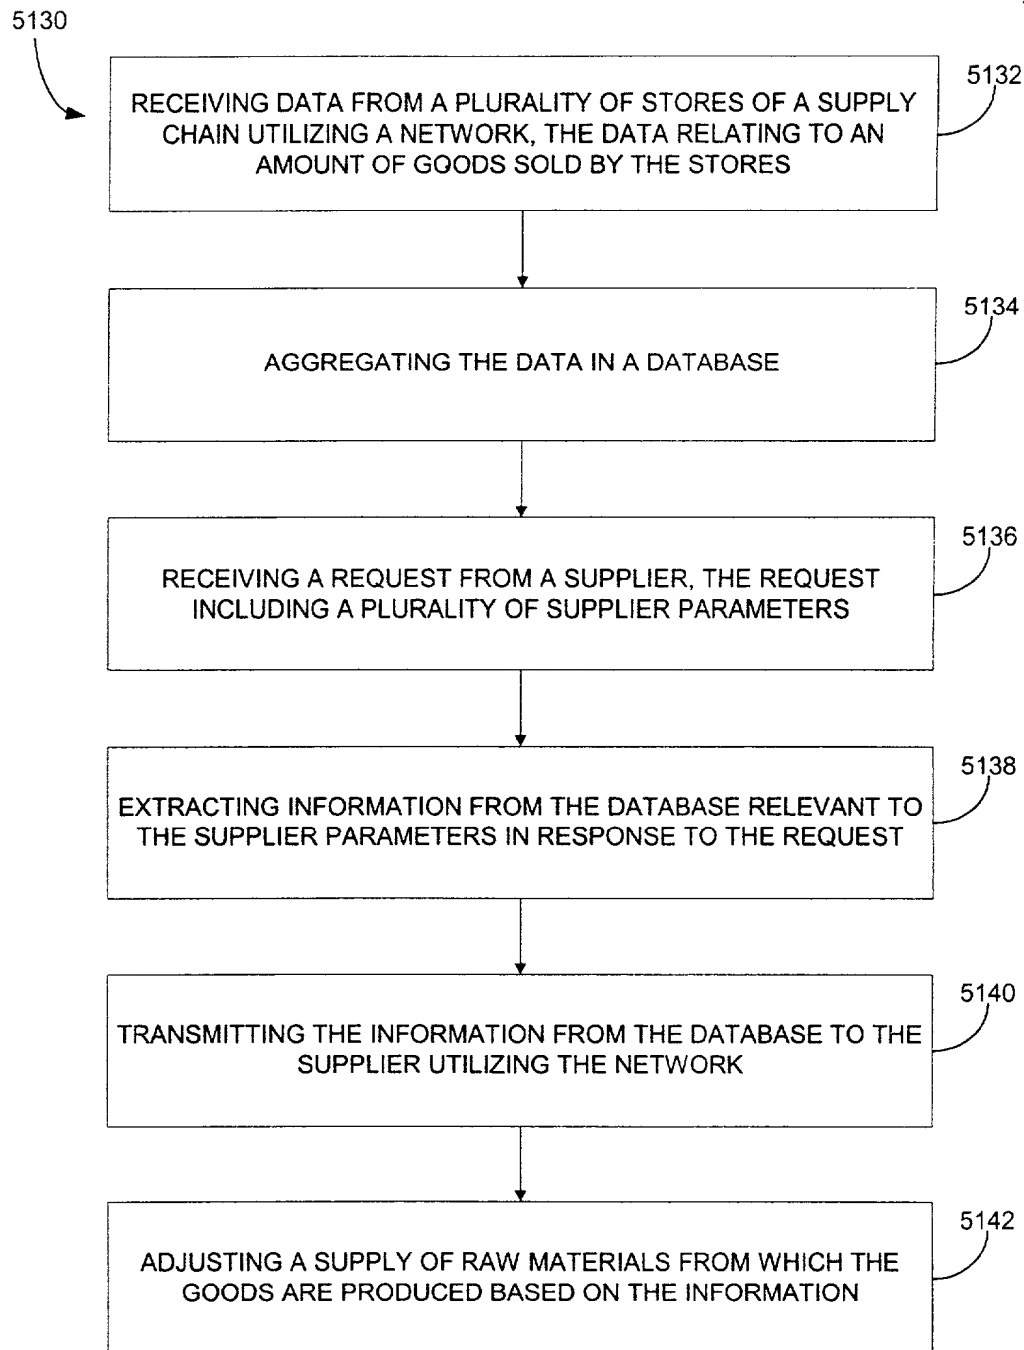 5130
5132
RECEIVING DATA FROM A PLURALITY OF STORES OF A SUPPLY
CHAIN UTILIZING A NETWORK, THE DATA RELATING TO AN
AMOUNT OF GOODS SOLD BY THE STORES
5134
AGGREGATING THE DATA IN A DATABASE
5136
RECEIVING A REQUEST FROM A SUPPLIER, THE REQUEST
INCLUDING A PLURALITY OF SUPPLIER PARAMETERS
5138
EXTRACTING INFORMATION FROM THE DATABASE RELEVANT TO
THE SUPPLIER PARAMETERS IN RESPONSE TO THE REQUEST
5140
TRANSMITTING THE INFORMATION FROM THE DATABASE TO THE
SUPPLIER UTILIZING THE NETWORK
5142
ADJUSTING A SUPPLY OF RAW MATERIALS FROM WHICH THE
GOODS ARE PRODUCED BASED ON THE INFORMATION